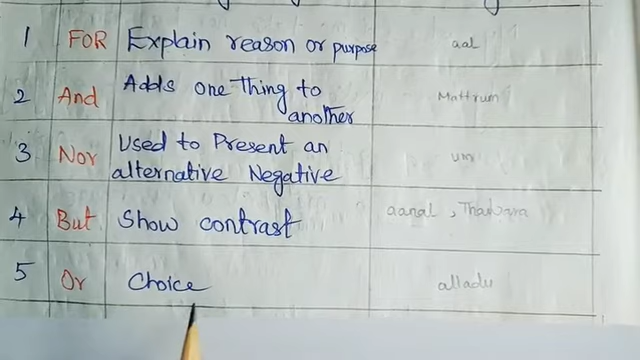 1 FOR Explain reason or purpose aal
2 And Adds one thing to another Mattrum
3 Nor Used to Present an alternative Negative um
4 But Show contrast aanal,
5 Or Choice alladu